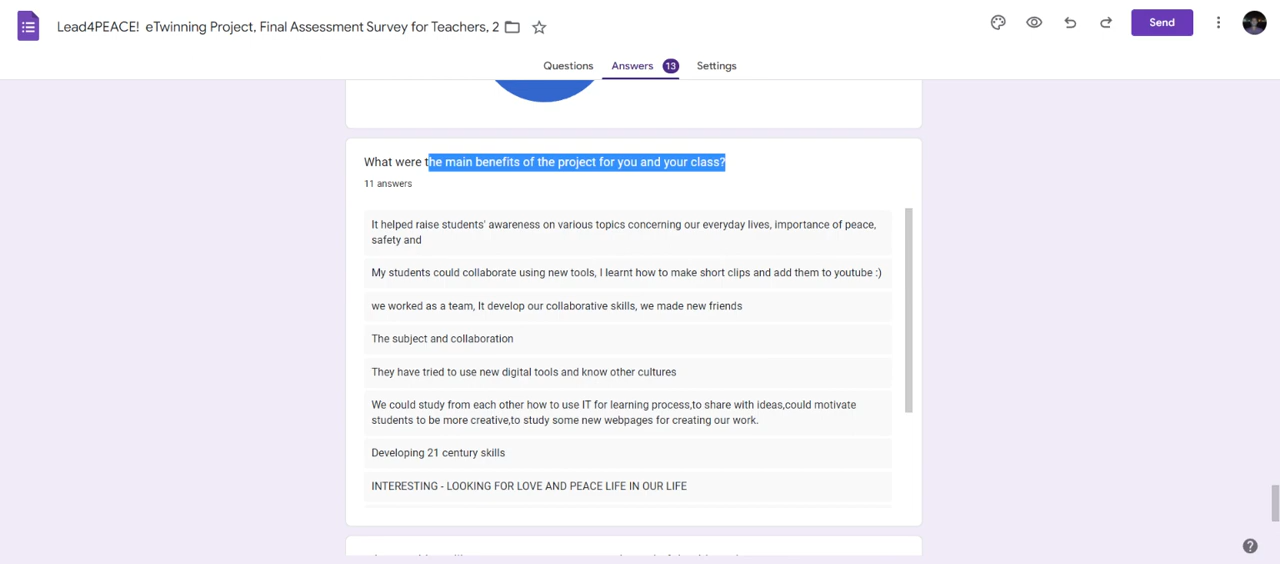 Lead4PEACE! eTwinning Project, Final Assessment Survey for Teachers, 2
Send
Questions
Answers 13
Settings
What were the main benefits of the project for you and your class?
11 answers
It helped raise students' awareness on various topics concerning our everyday lives, importance of peace,
safety and
My students could collaborate using new tools, I learnt how to make short clips and add them to youtube :)
we worked as a team, It develop our collaborative skills, we made new friends
The subject and collaboration
They have tried to use new digital tools and know other cultures
We could study from each other how to use IT for learning process,to share with ideas,could motivate
students to be more creative,to study some new webpages for creating our work.
Developing 21 century skills
INTERESTING - LOOKING FOR LOVE AND PEACE LIFE IN OUR LIFE